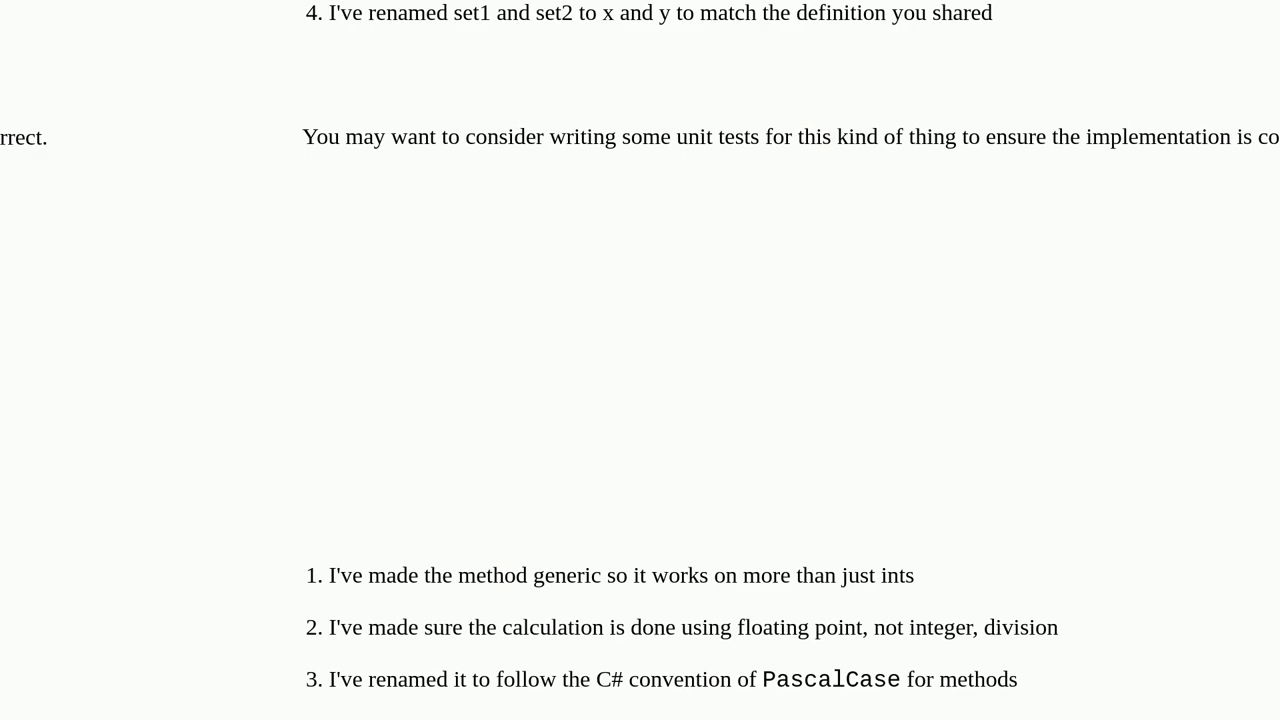 4. I've renamed set1 and set2 to x and y to match the definition you shared
rrect.
You may want to consider writing some unit tests for this kind of thing to ensure the implementation is co
1. I've made the method generic so it works on more than just ints
2. I've made sure the calculation is done using floating point, not integer, division
3. I've renamed it to follow the C# convention of PascalCase for methods